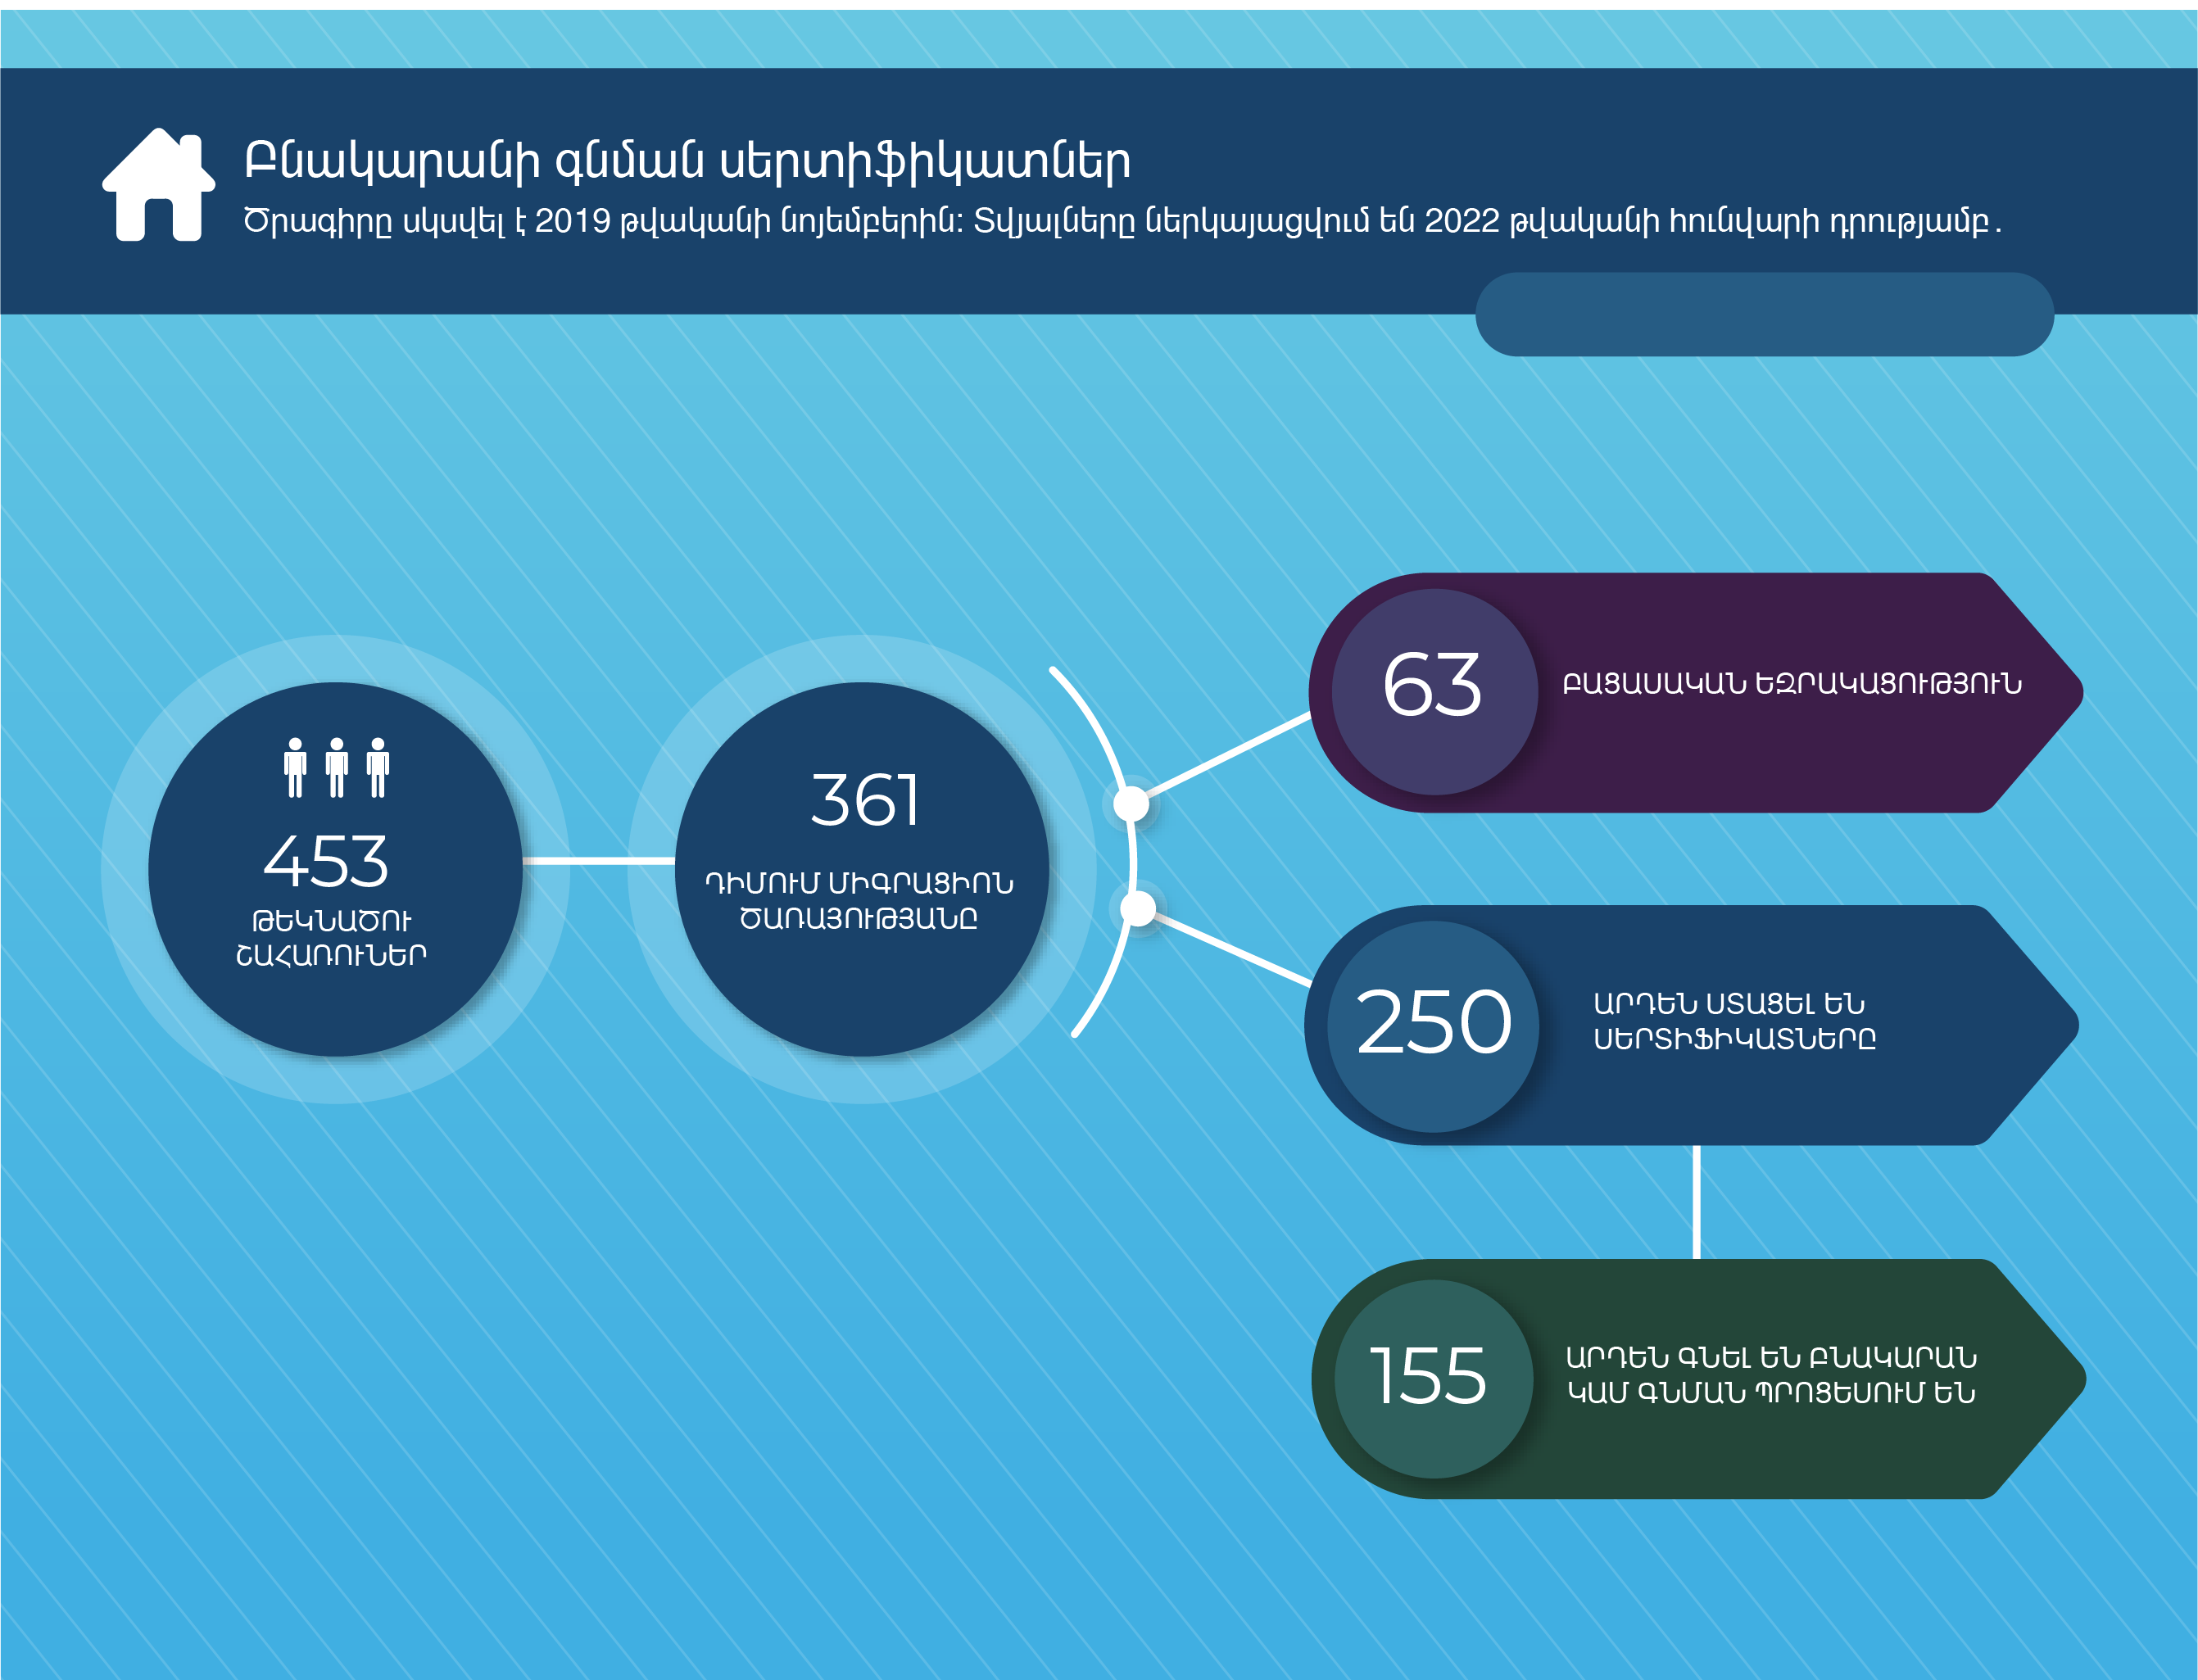 Բնակարանի գնման սերտիֆիկատներ
Ծրագիրը սկսվել է 2019 թվականի նոյեմբերին: Տվյալները ներկայացվում են 2022 թվականի հունվարի դրությամբ․
453
ԹԵԿՆԱԾՈՒ
ՇԱՀԱՌՈՒՆԵՐ
361
ԴԻՄՈՒՄ ՄԻԳՐԱՑԻՈՆ
ԾԱՌԱՅՈՒԹՅԱՆԸ
63
ԲԱՑԱՍԱԿԱՆ ԵԶՐԱԿԱՑՈՒԹՅՈՒՆ
250
ԱՐԴԵՆ ՍՏԱՑԵԼ ԵՆ
ՍԵՐՏԻՖԻԿԱՏՆԵՐԸ
155
ԱՐԴԵՆ ԳՆԵԼ ԵՆ ԲՆԱԿԱՐԱՆ
ԿԱՄ ԳՆՄԱՆ ՊՐՈՑԵՍՈՒՄ ԵՆ